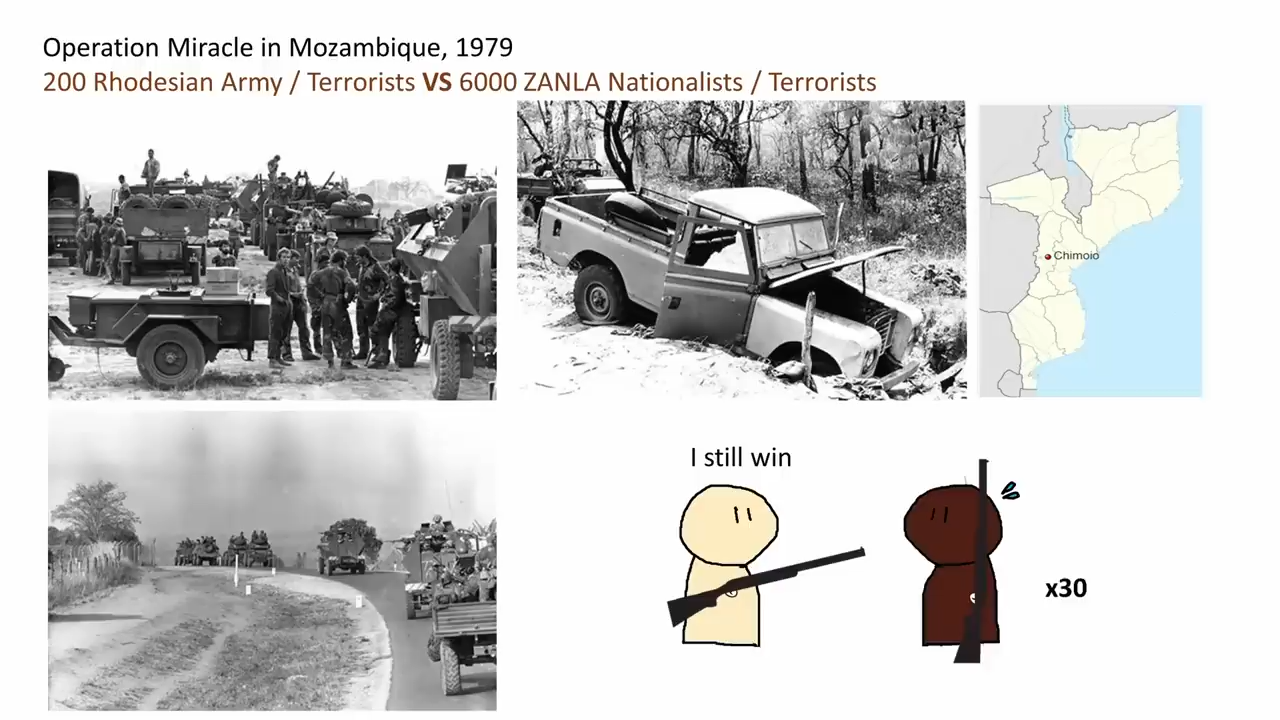 Operation Miracle in Mozambique, 1979
200 Rhodesian Army / Terrorists VS 6000 ZANLA Nationalists / Terrorists
Chimoio
I still win
x30